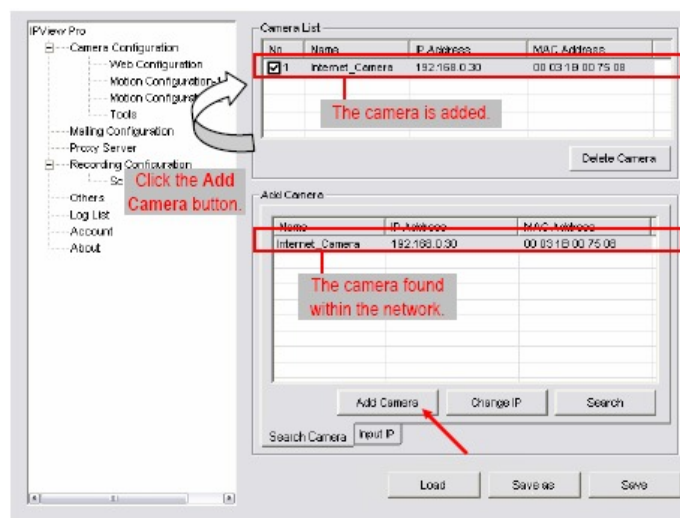 IPView Pro
Camera Configuration
Web Configuration
Motion Configuration-1
Motion Configurat
Tools
Mailing Configuration
Proxy Server
Recording Configuration
Sc
Others
Log List
Account
About
Click the Add
Camera button.
Camera List
No Name IP Address MAC Address
1 Internet_Camera 192.168.0.30 00 03 1B 00 75 08
The camera is added.
Delete Camera
Add Camera
Name IP Address MAC Address
Internet_Camera 192.168.0.30 00 03 1B 00 75 08
The camera found
within the network.
Add Camera Change IP Search
Search Camera Input IP
Load Save as Save